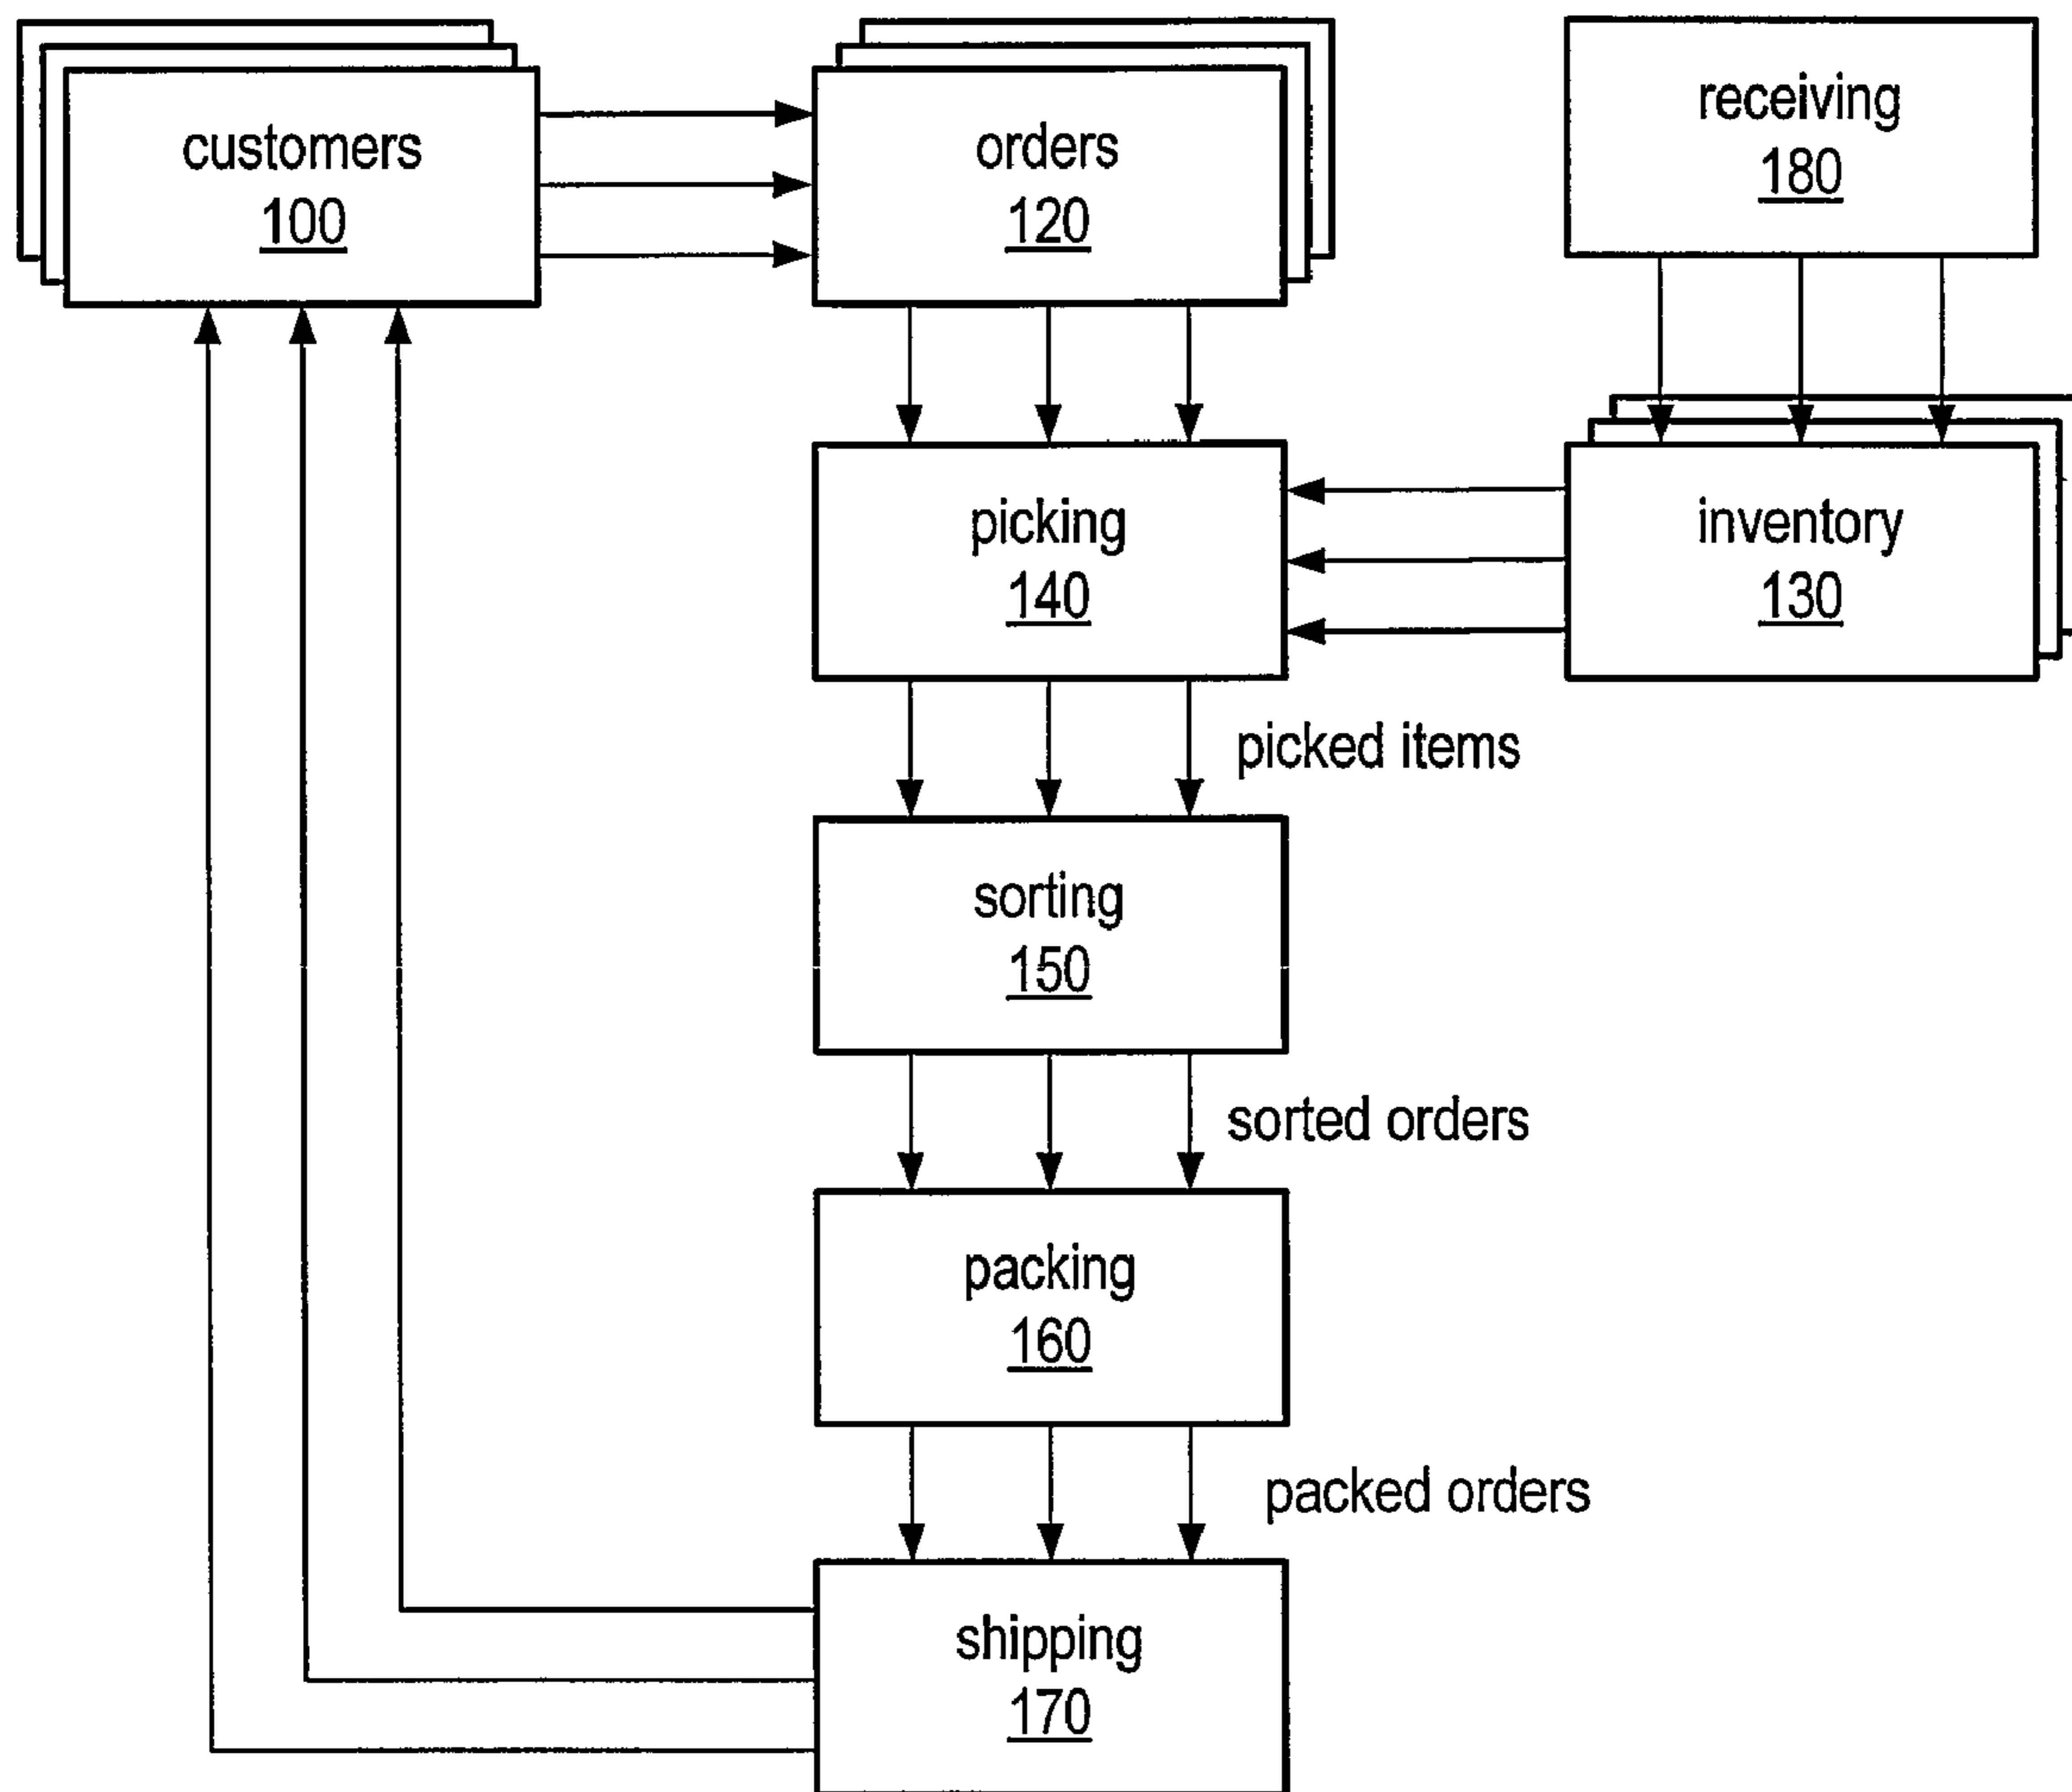 customers
100
orders
120
receiving
180
picking
140
inventory
130
picked items
sorting
150
sorted orders
packing
160
packed orders
shipping
170